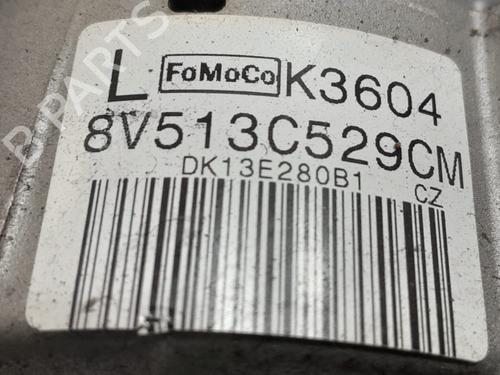 L FoMoCo K3604
8V513C529CM
DK13E280B1 CZ
B-PARTS